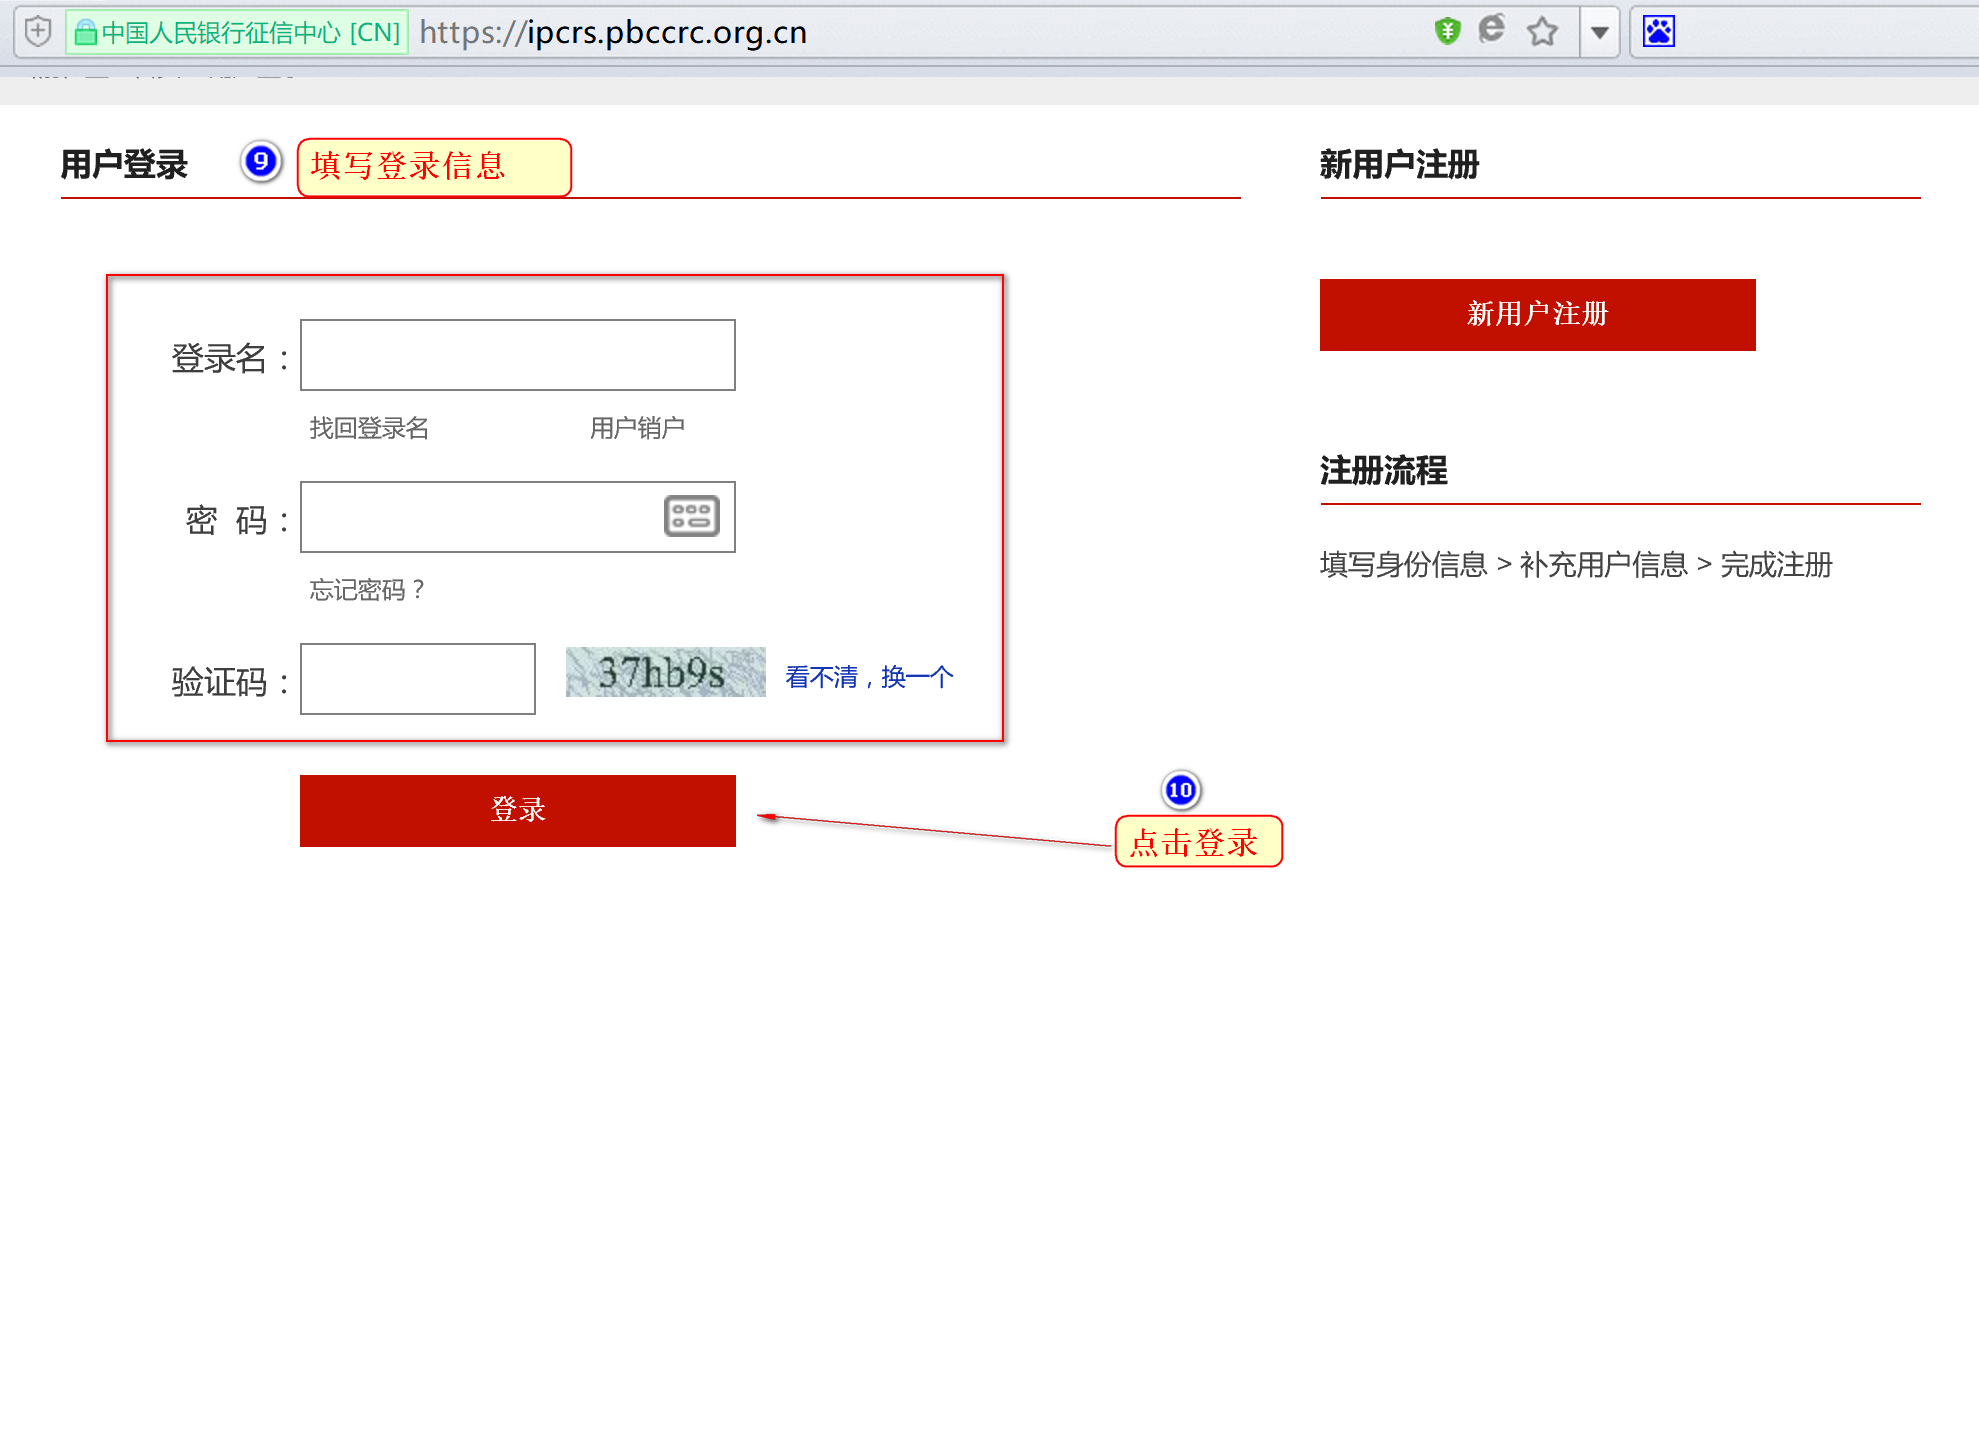 中国人民银行征信中心 [CN] https://ipcrs.pbccrc.org.cn
用户登录
9
填写登录信息
登录名：
找回登录名 用户销户
密 码：
忘记密码？
验证码： 37hb9s 看不清，换一个
登录
10
点击登录
新用户注册
新用户注册
注册流程
填写身份信息 > 补充用户信息 > 完成注册